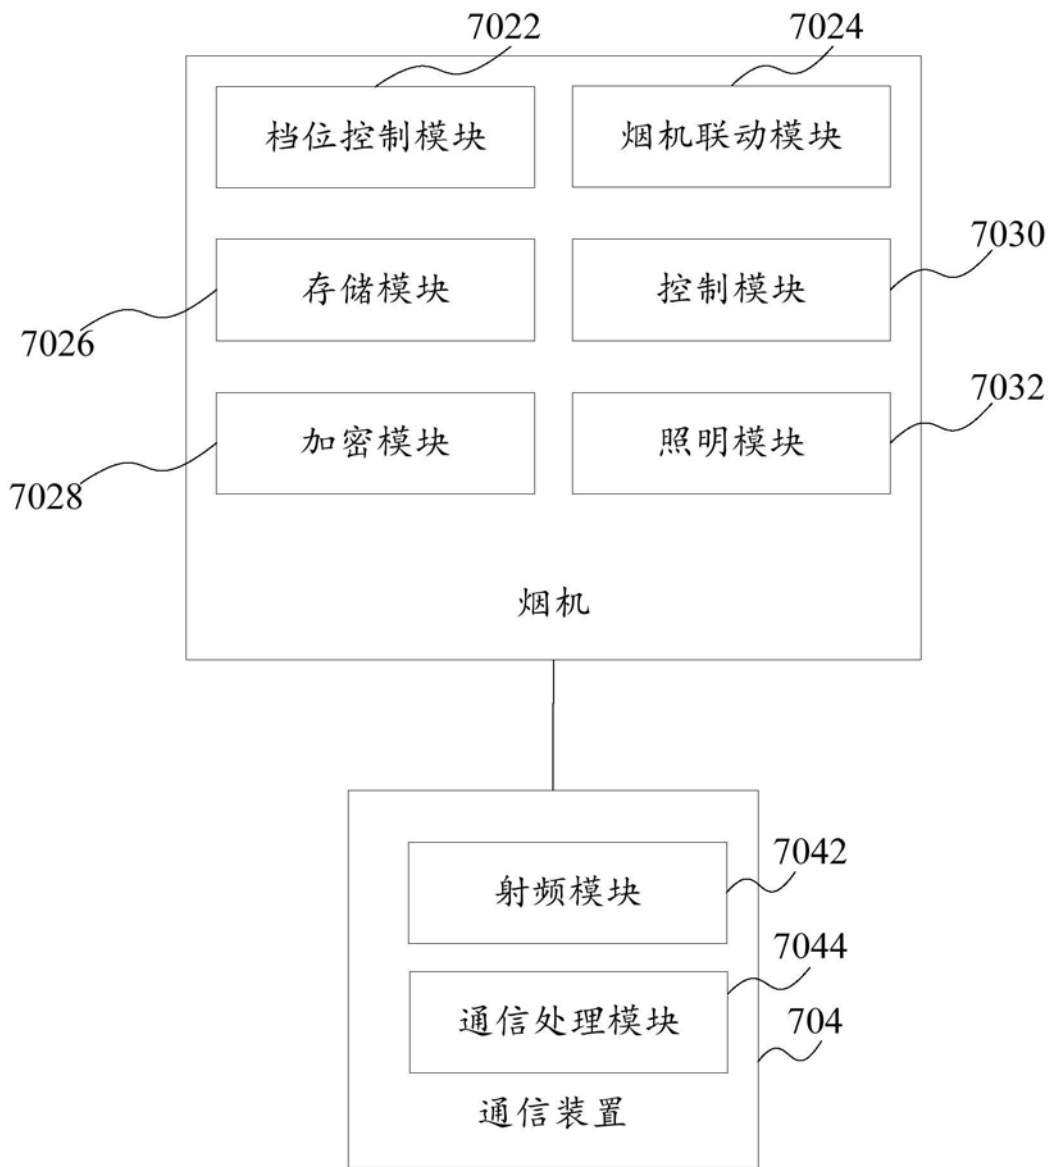 7022
7024
档位控制模块
烟机联动模块
7030
存储模块
控制模块
7026
7032
加密模块
照明模块
7028
烟机
7042
射频模块
7044
通信处理模块
704
通信装置